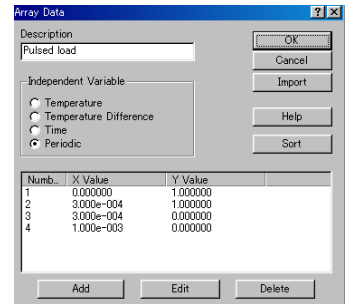 Array Data
Description
Pulsed load
OK
Cancel
Import
Help
Sort
Independent Variable
Temperature
Temperature Difference
Time
Periodic
Numb... X Value Y Value
1 0.000000 1.000000
2 3.000e-004 1.000000
3 3.000e-004 0.000000
4 1.000e-003 0.000000
Add Edit Delete